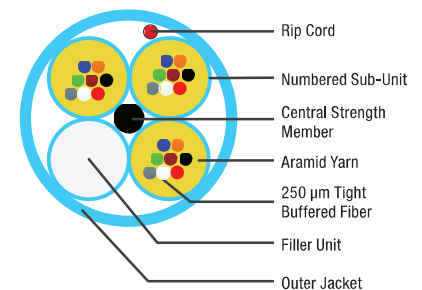 Rip Cord
Numbered Sub-Unit
Central Strength
Member
Aramid Yarn
250 µm Tight
Buffered Fiber
Filler Unit
Outer Jacket